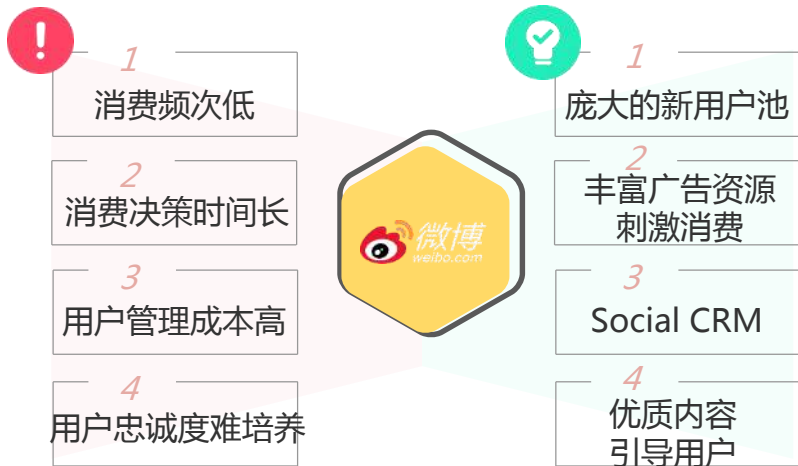 1
消费频次低
2
消费决策时间长
3
用户管理成本高
4
用户忠诚度难培养
微博
weibo.com
1
庞大的新用户池
2
丰富广告资源
刺激消费
3
Social CRM
4
优质内容
引导用户